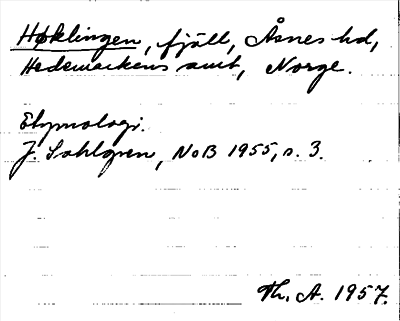 Høklingen, fjäll, Åsnes hd,
Hedemarkens amt, Norge.
Etymologi.
J. Sahlgren, NoB 1955, s. 3.
Th. A. 1957.